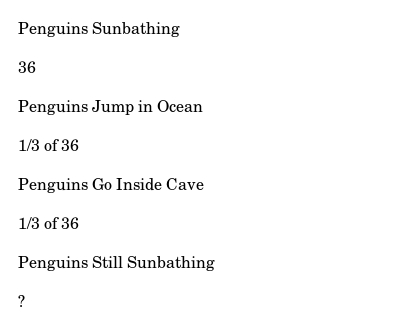 Penguins Sunbathing
36
Penguins Jump in Ocean
1/3 of 36
Penguins Go Inside Cave
1/3 of 36
Penguins Still Sunbathing
?